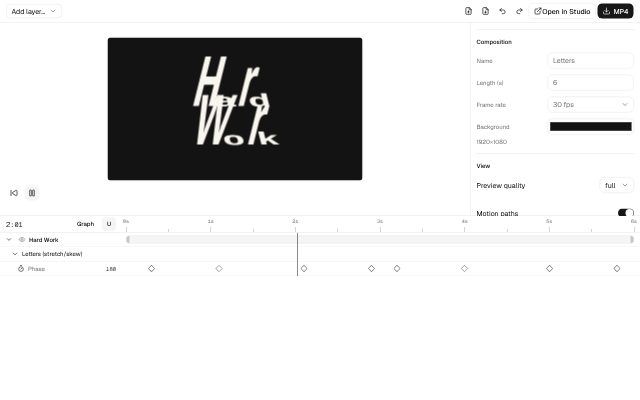 Add layer...
Open in Studio
MP4
Hard
Work
Composition
Name
Letters
Length (s)
6
Frame rate
30 fps
Background
1920×1080
View
Preview quality
full
Motion paths
2:01
Graph
U
0s
1s
2s
3s
4s
5s
6s
Hard Work
Letters (stretch/skew)
Phase
180